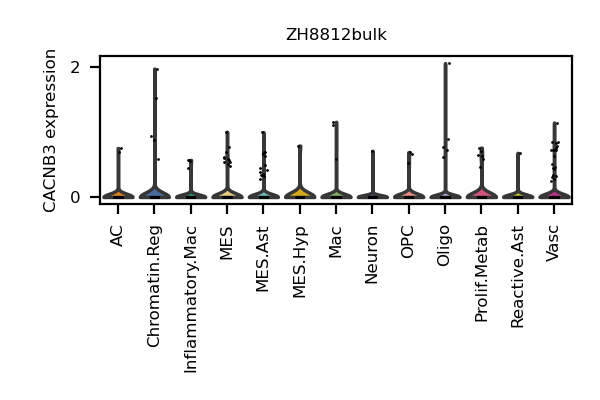 ZH8812bulk
CACNB3 expression
2
0
AC
Chromatin.Reg
Inflammatory.Mac
MES
MES.Ast
MES.Hyp
Mac
Neuron
OPC
Oligo
Prolif.Metab
Reactive.Ast
Vasc